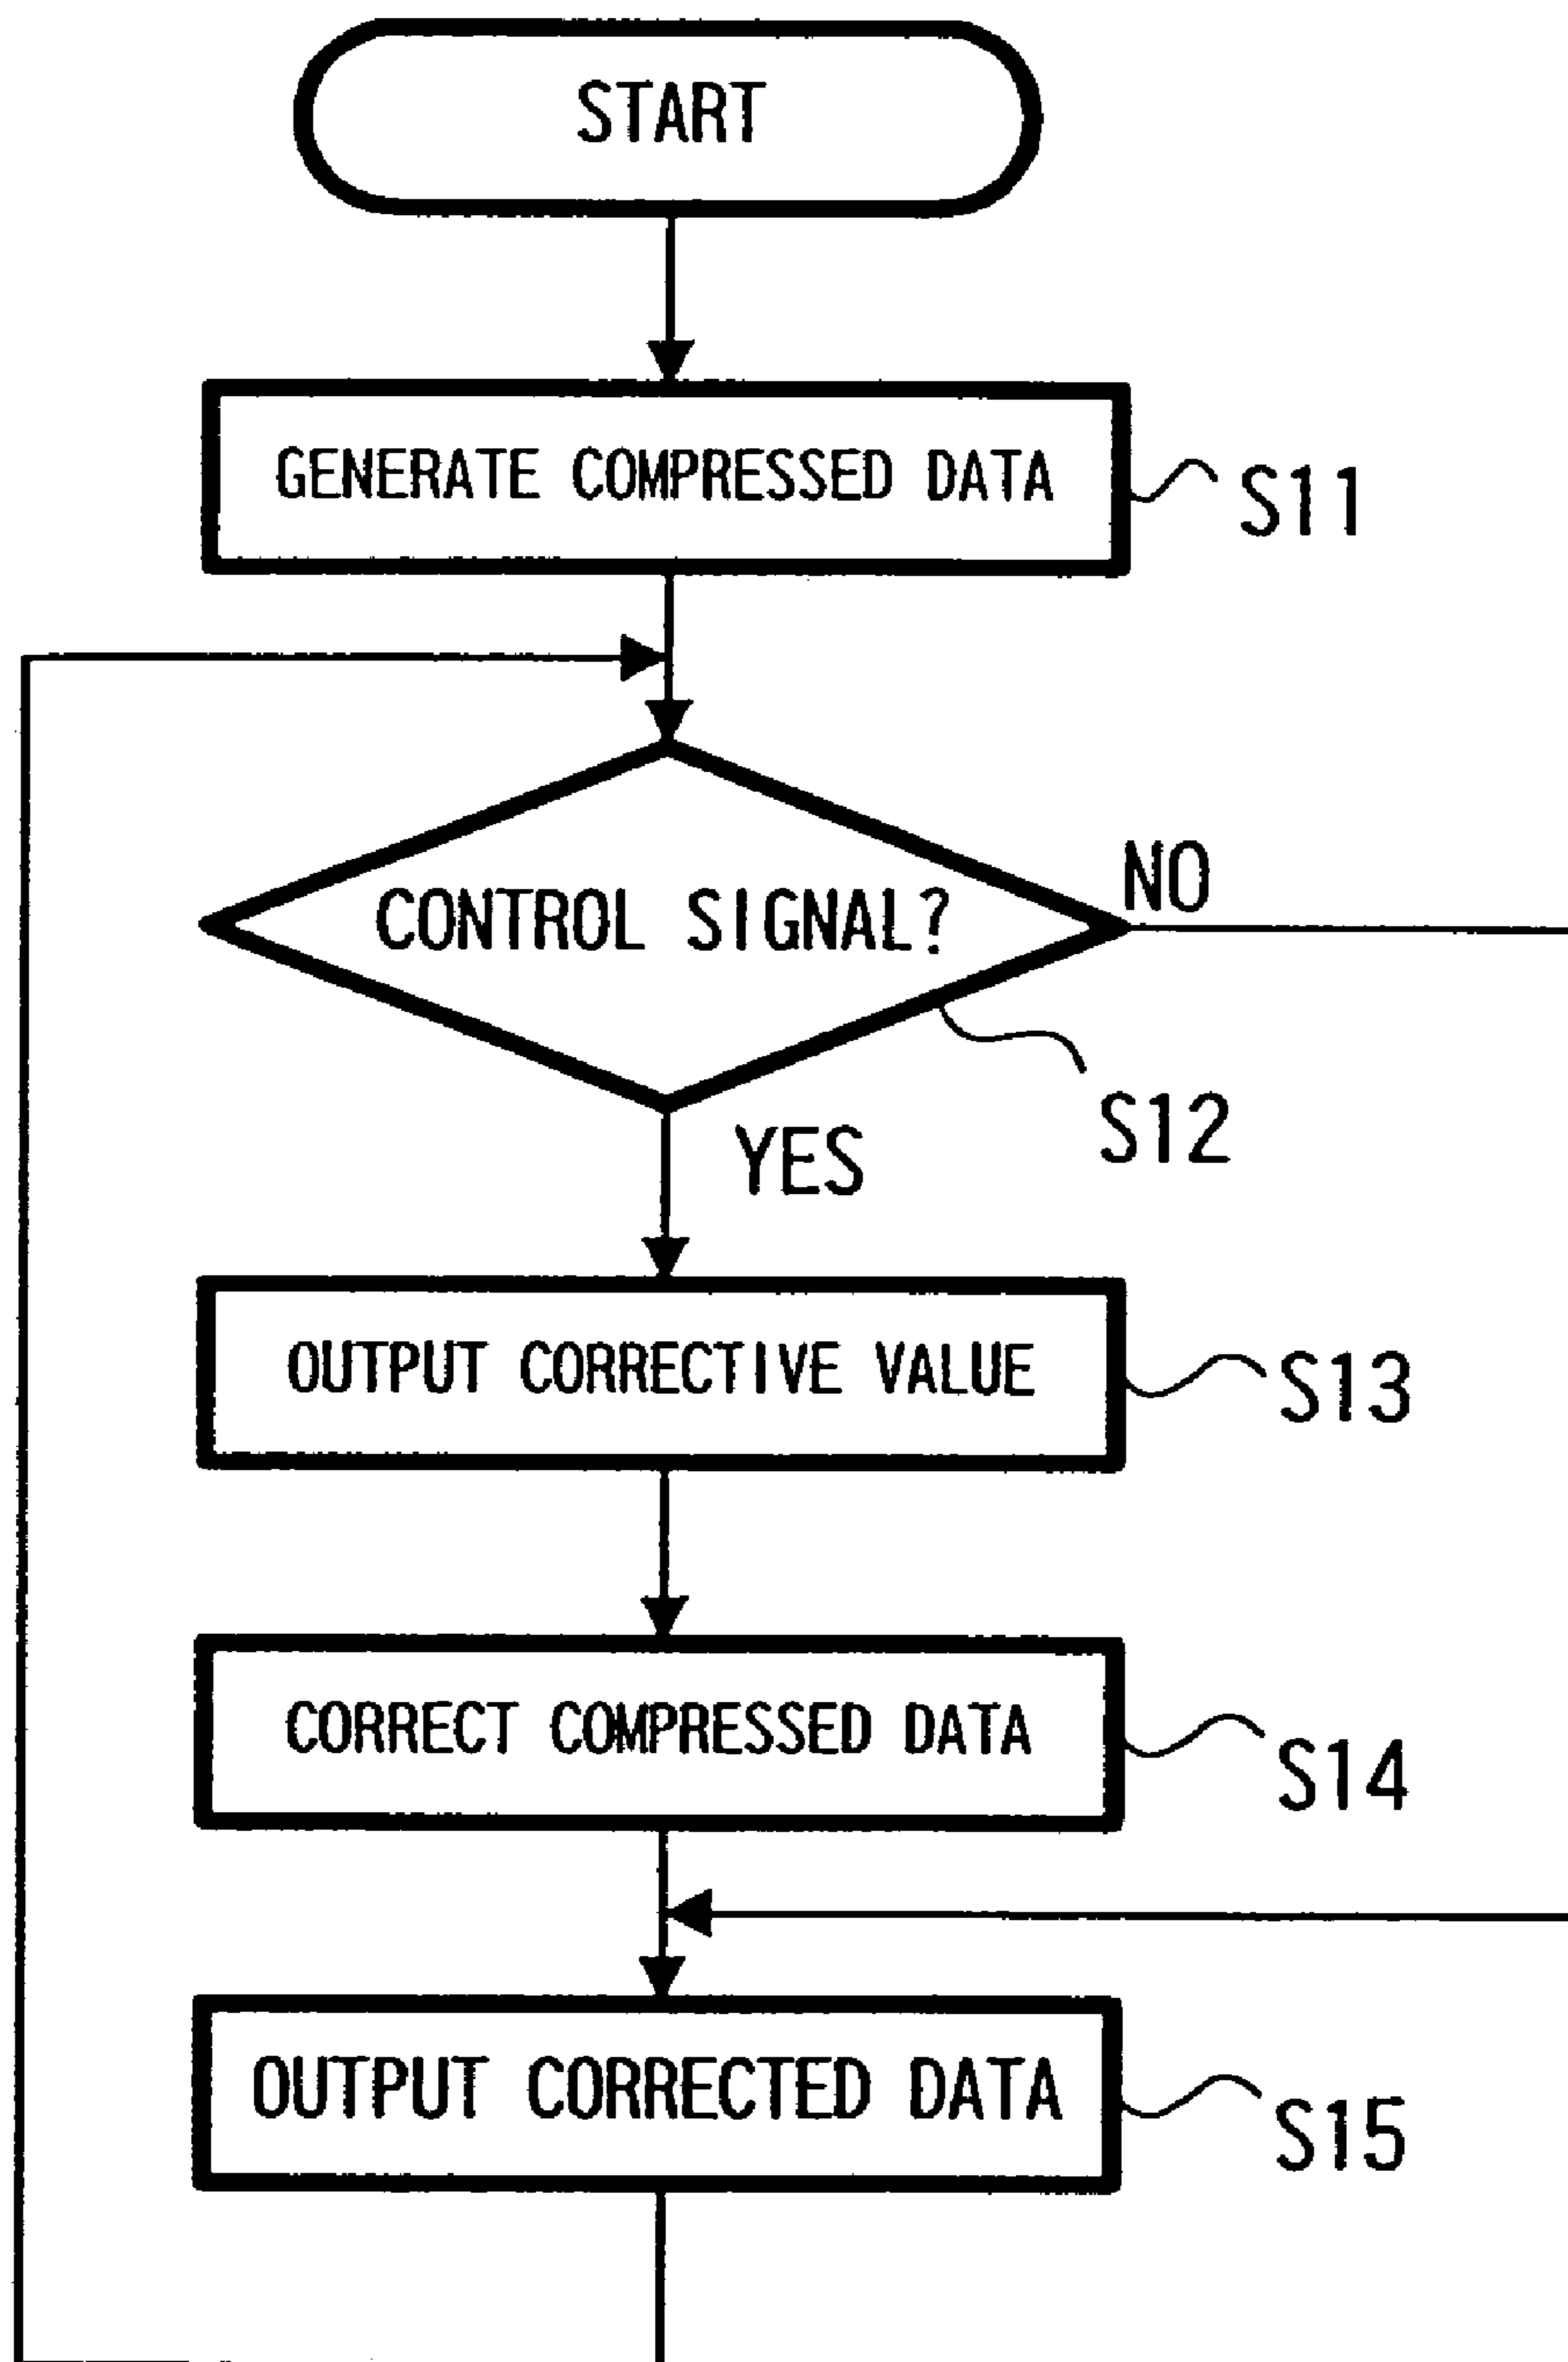 START
GENERATE COMPRESSED DATA
S11
NO
CONTROL SIGNAL?
S12
YES
OUTPUT CORRECTIVE VALUE
S13
CORRECT COMPRESSED DATA
S14
OUTPUT CORRECTED DATA
S15